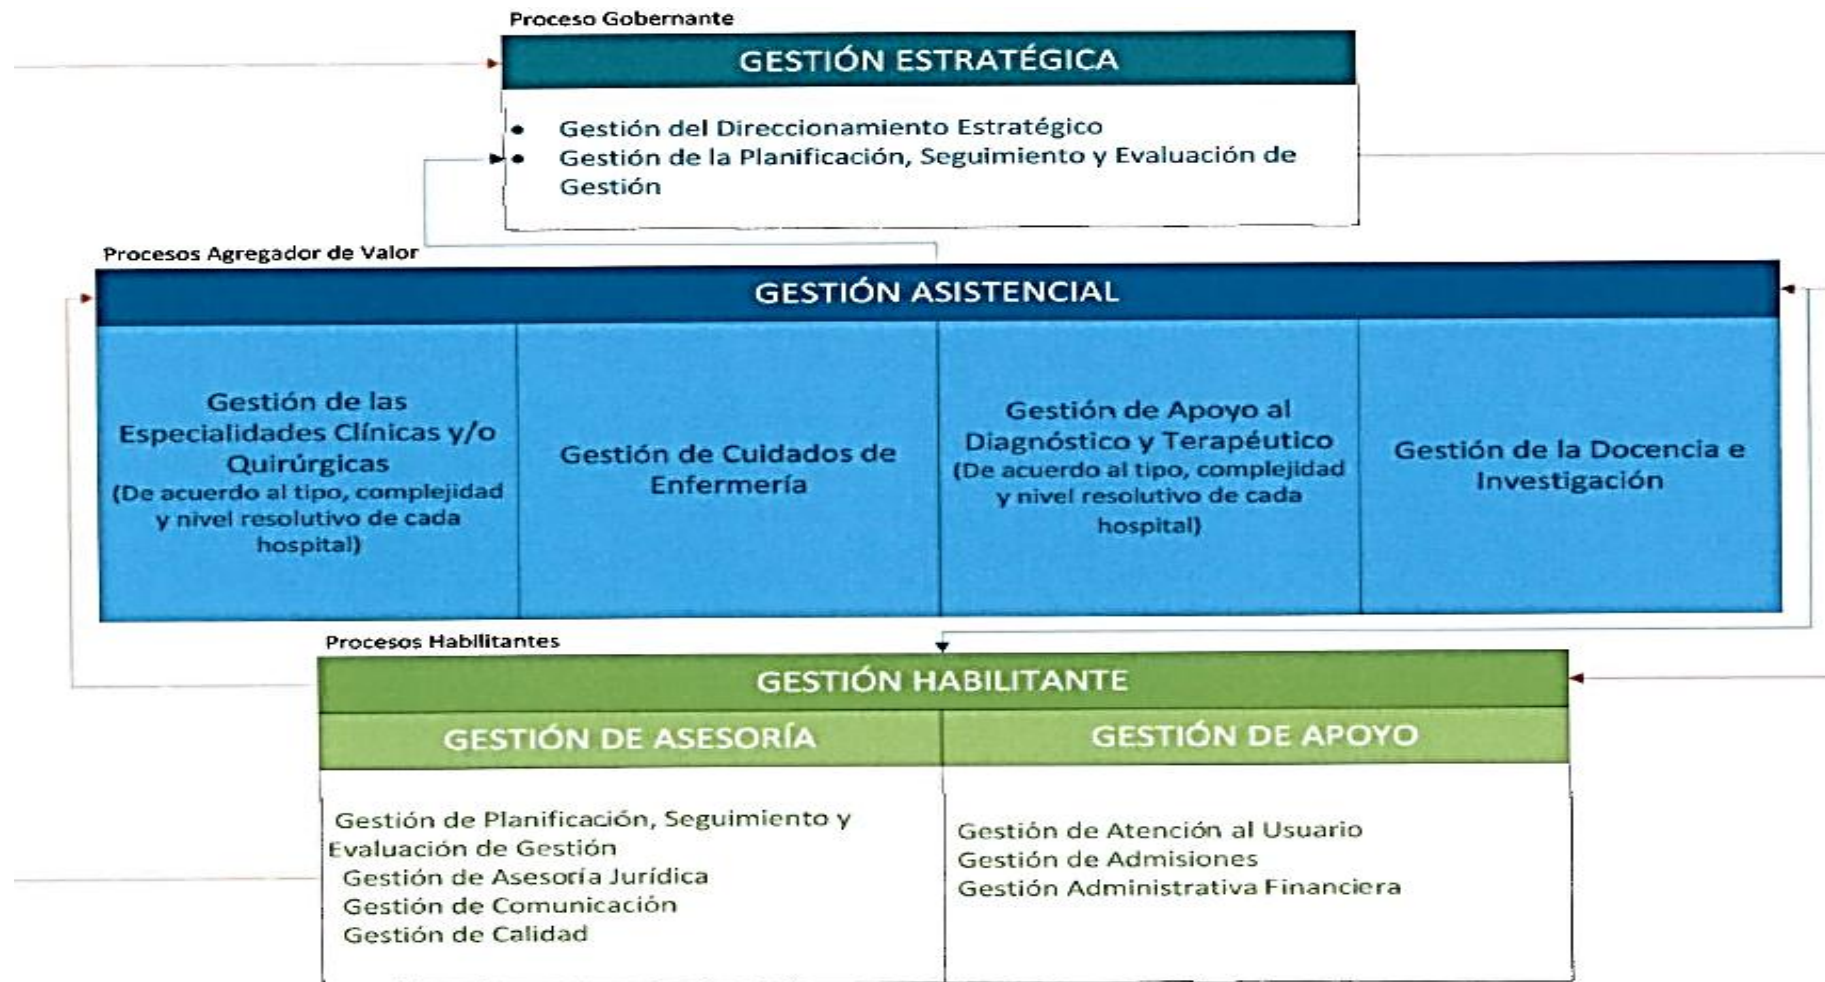 Proceso Gobernante
GESTIÓN ESTRATÉGICA
• Gestión del Direccionamiento Estratégico
• Gestión de la Planificación, Seguimiento y Evaluación de
Gestión
Procesos Agregador de Valor
GESTIÓN ASISTENCIAL
Gestión de las
Especialidades Clínicas y/o
Quirúrgicas
(De acuerdo al tipo, complejidad
y nivel resolutivo de cada
hospital)
Gestión de Cuidados de
Enfermería
Gestión de Apoyo al
Diagnóstico y Terapéutico
(De acuerdo al tipo, complejidad
y nivel resolutivo de cada
hospital)
Gestión de la Docencia e
Investigación
Procesos Habilitantes
GESTIÓN HABILITANTE
GESTIÓN DE ASESORÍA
Gestión de Planificación, Seguimiento y
Evaluación de Gestión
Gestión de Asesoría Jurídica
Gestión de Comunicación
Gestión de Calidad
GESTIÓN DE APOYO
Gestión de Atención al Usuario
Gestión de Admisiones
Gestión Administrativa Financiera